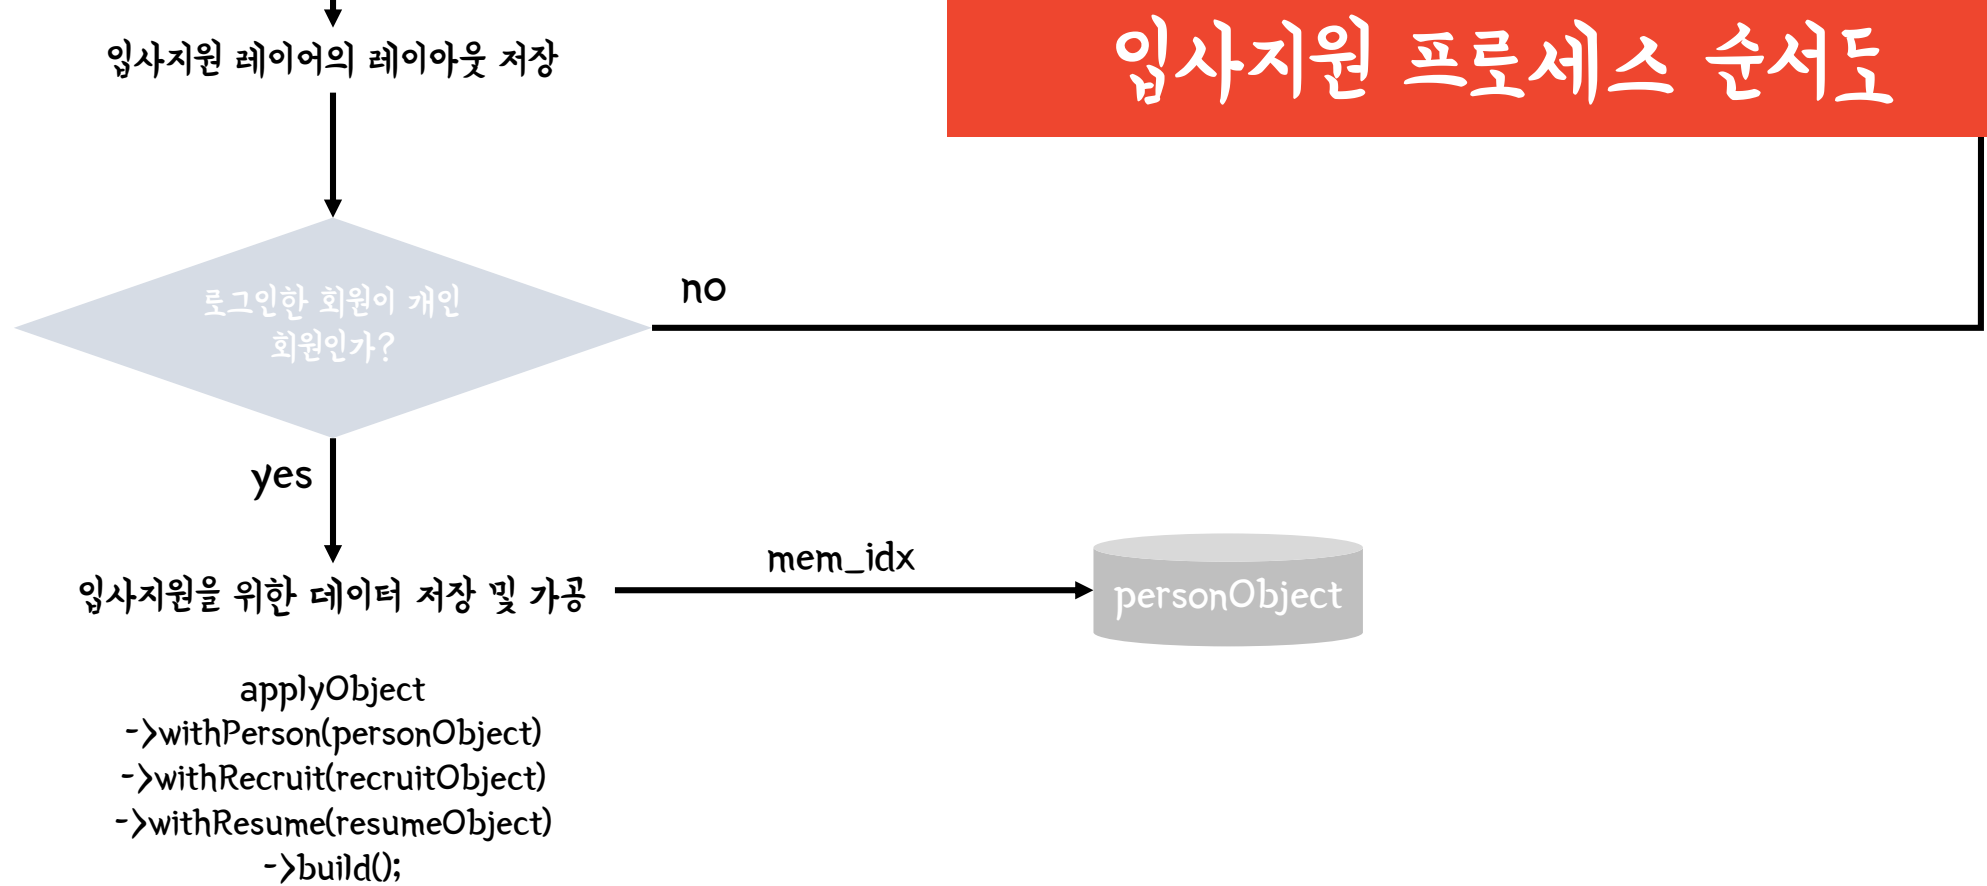 입사지원 프로세스 순서도
입사지원 레이어의 레이아웃 저장
로그인한 회원이 개인
회원인가?
no
yes
입사지원을 위한 데이터 저장 및 가공
mem_idx
personObject
applyObject
->withPerson(personObject)
->withRecruit(recruitObject)
->withResume(resumeObject)
->build();